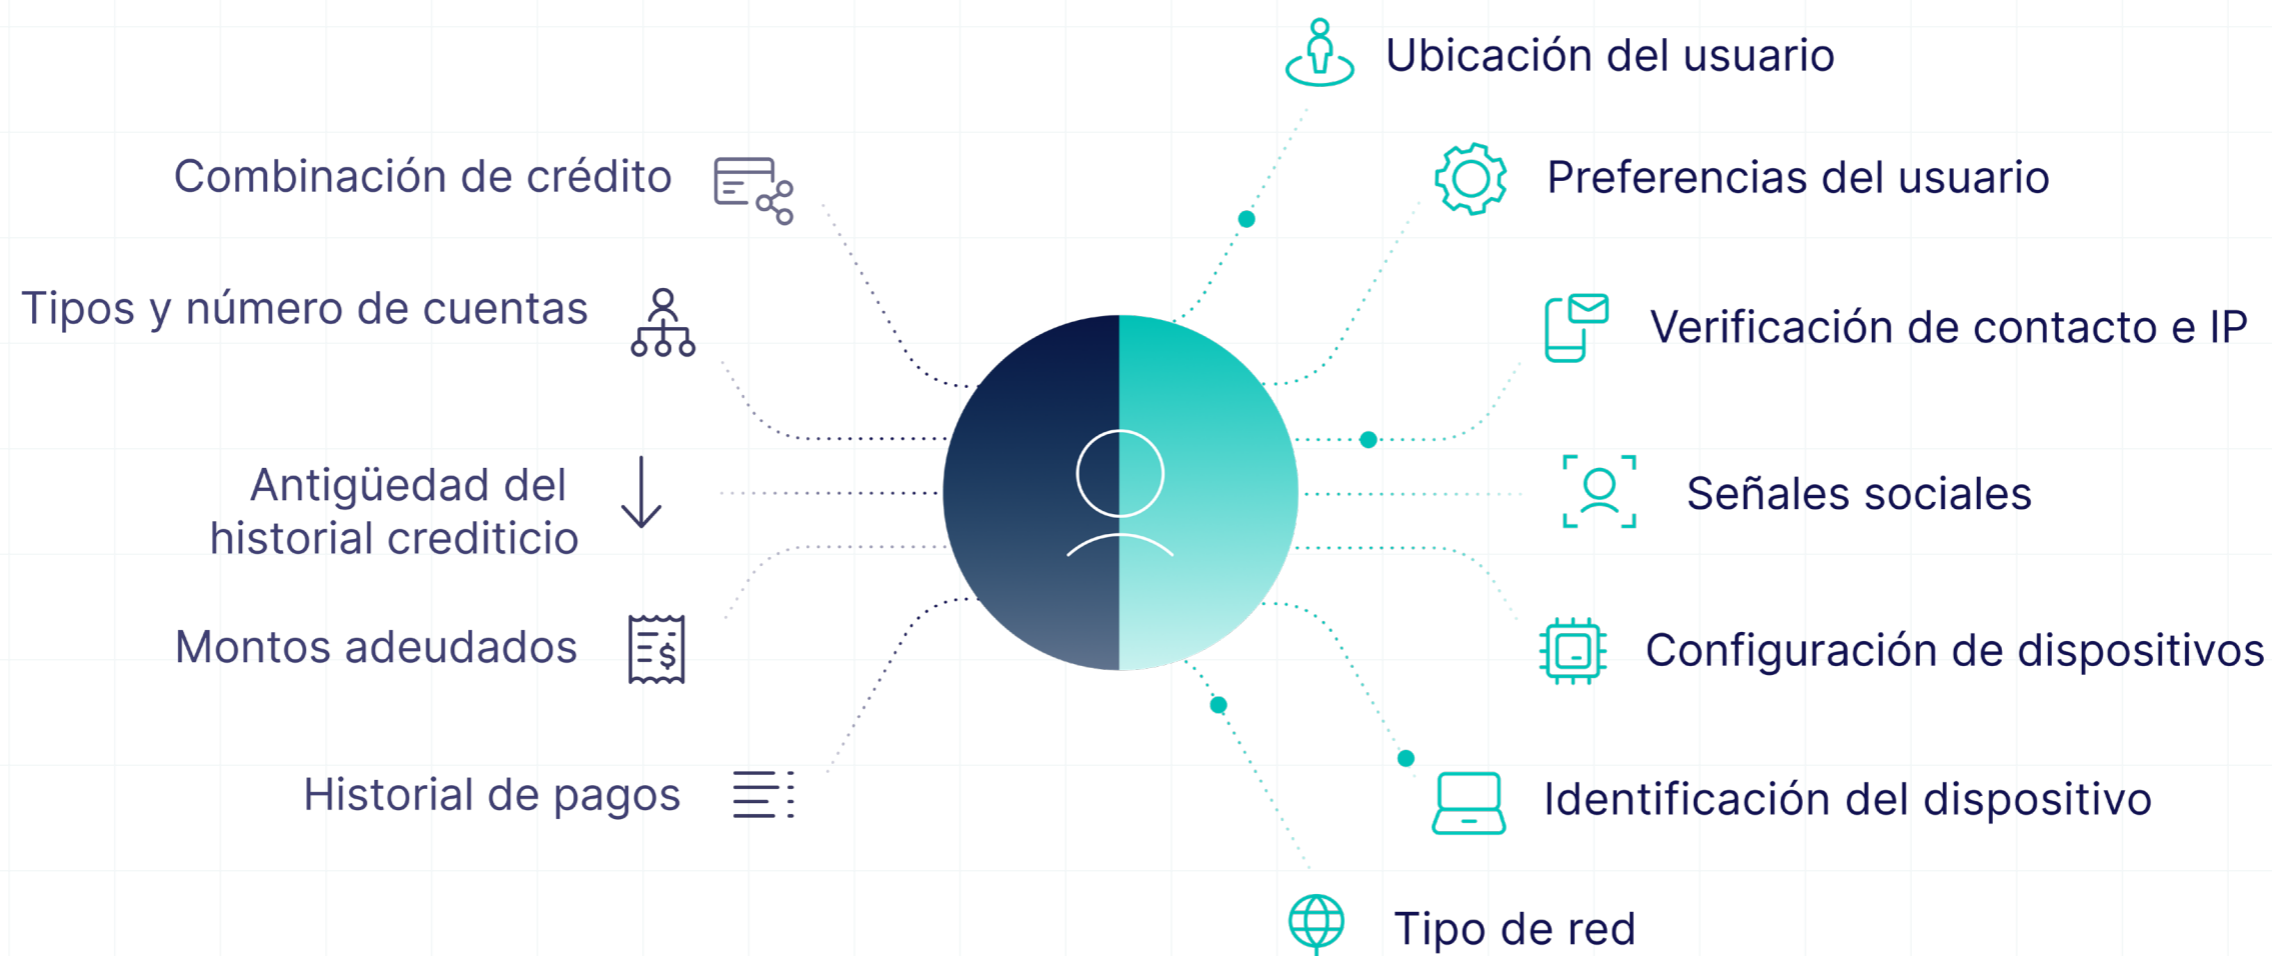 Combinación de crédito
Tipos y número de cuentas
Antigüedad del
historial crediticio
Montos adeudados
Historial de pagos
Ubicación del usuario
Preferencias del usuario
Verificación de contacto e IP
Señales sociales
Configuración de dispositivos
Identificación del dispositivo
Tipo de red